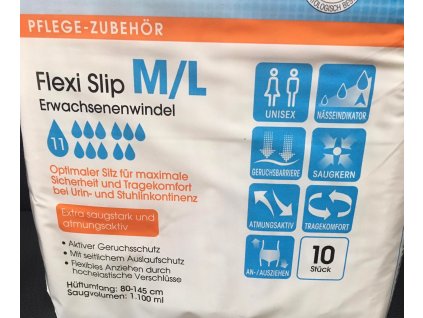 PFLEGE-ZUBEHÖR
Flexi Slip M/L
Erwachsenenwindel
11
Optimaler Sitz für maximale
Sicherheit und Tragekomfort
bei Urin- und Stuhlinkontinenz
Extra saugstark und
atmungsaktiv
• Aktiver Geruchsschutz
• Mit seitlichem Auslaufschutz
• Flexibles Anziehen durch
hochelastische Verschlüsse
Hüftumfang: 80-145 cm
Saugvolumen: 1.100 ml
UNISEX
NÄSSEINDIKATOR
GERUCHSBARRIERE
SAUGKERN
ATMUNGSAKTIV
TRAGEKOMFORT
AN-/AUSZIEHEN
10
Stück